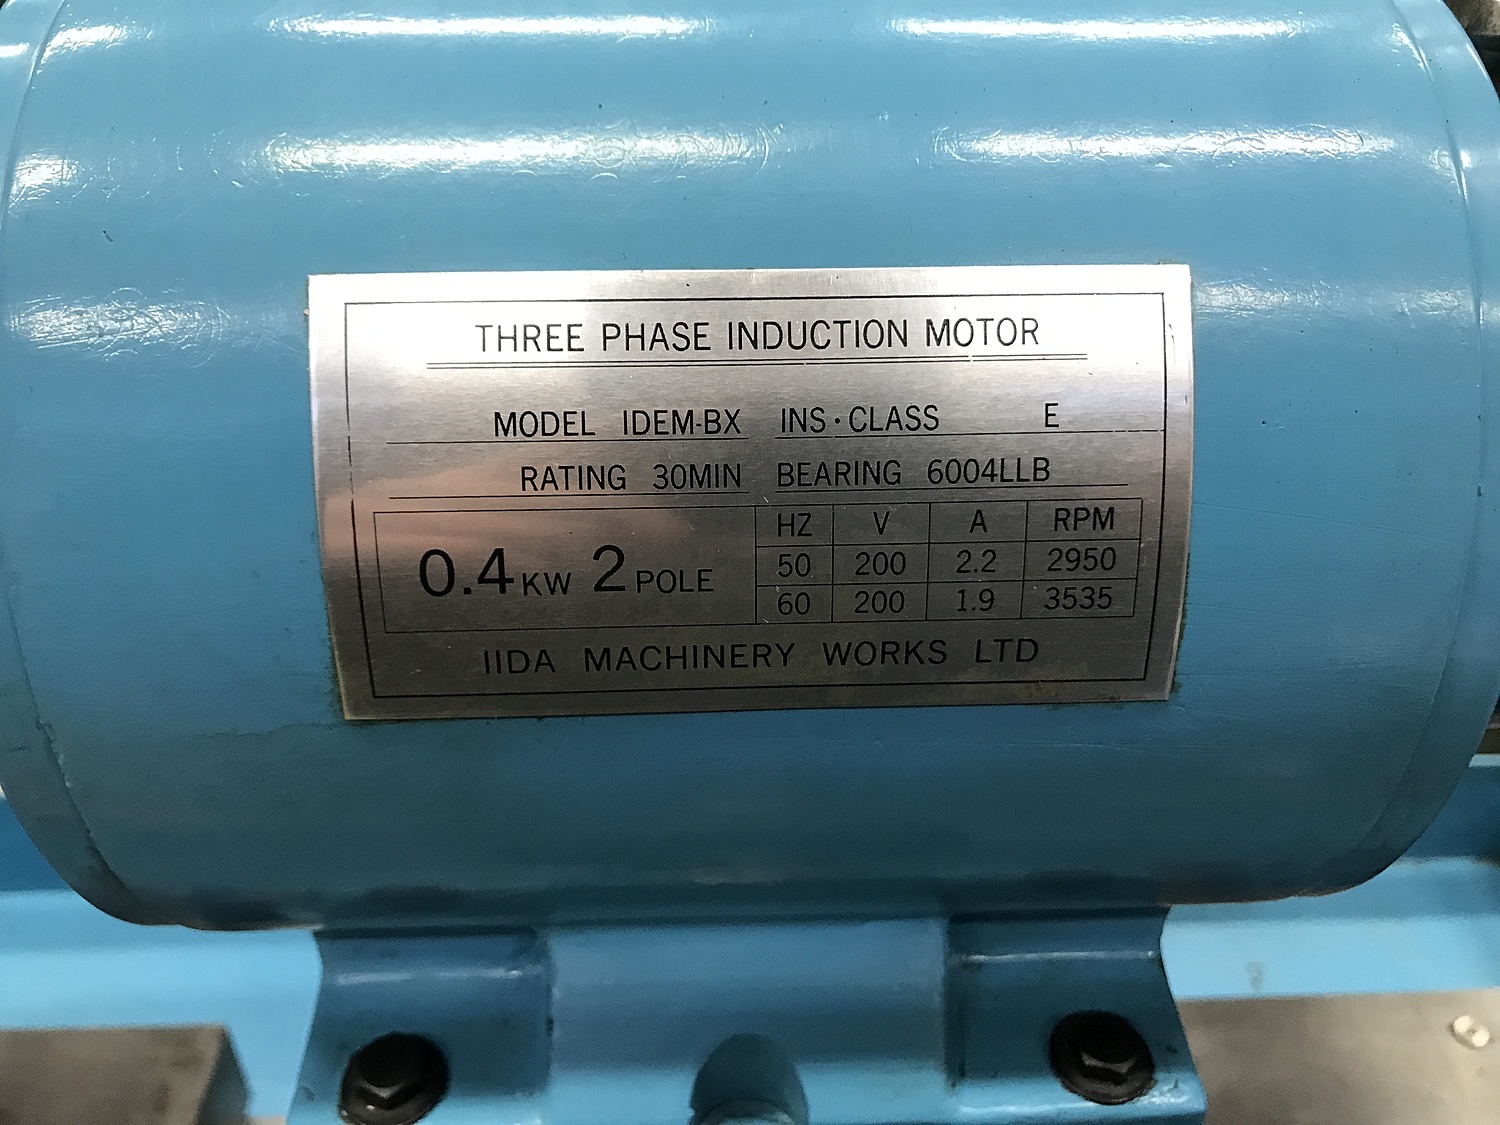 THREE PHASE INDUCTION MOTOR
MODEL IDEM-BX INS·CLASS E
RATING 30MIN BEARING 6004LLB
0.4KW 2POLE
HZ V A RPM
50 200 2.2 2950
60 200 1.9 3535
IIDA MACHINERY WORKS LTD